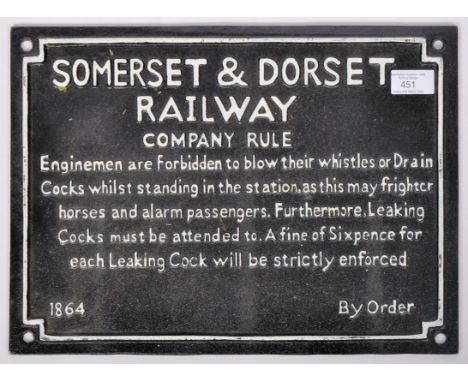 SOMERSET & DORSET
RAILWAY
COMPANY RULE
Enginemen are Forbidden to blow their whistles or Drain
Cocks whilst standing in the station, as this may frighter
horses and alarm passengers. Furthermore, Leaking
Cocks must be attended to. A fine of Sixpence for
each Leaking Cock will be strictly enforced
1864 By Order
451